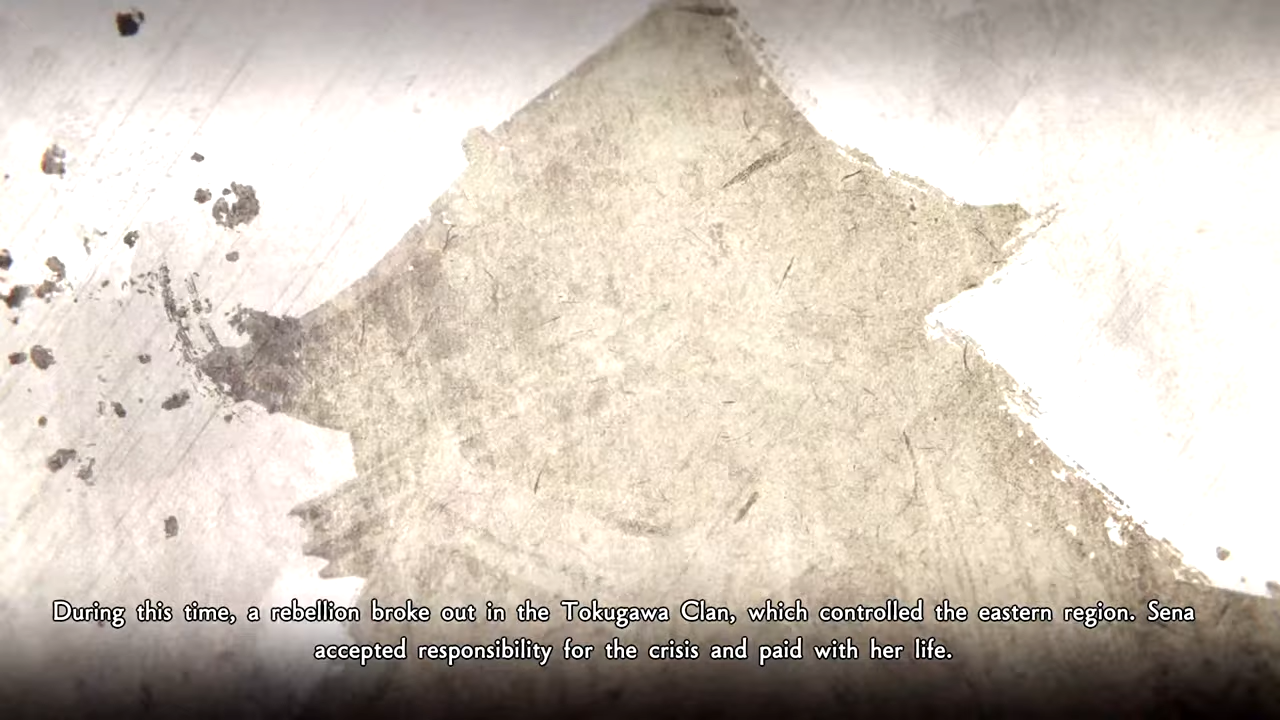 During this time, a rebellion broke out in the Tokugawa Clan, which controlled the eastern region. Sena
accepted responsibility for the crisis and paid with her life.